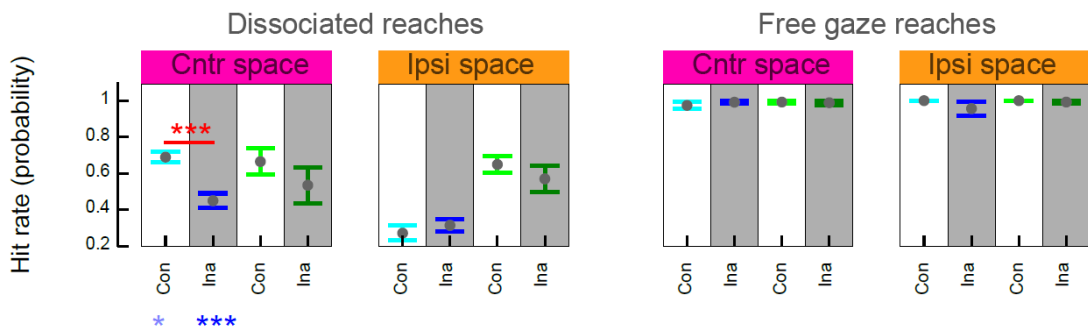 Dissociated reaches Free gaze reaches
Cntr space Ipsi space Cntr space Ipsi space
Hit rate (probability)
1
0.8
0.6
0.4
0.2
***
Con Ina Con Ina Con Ina Con Ina Con Ina Con Ina Con Ina Con Ina
* ***